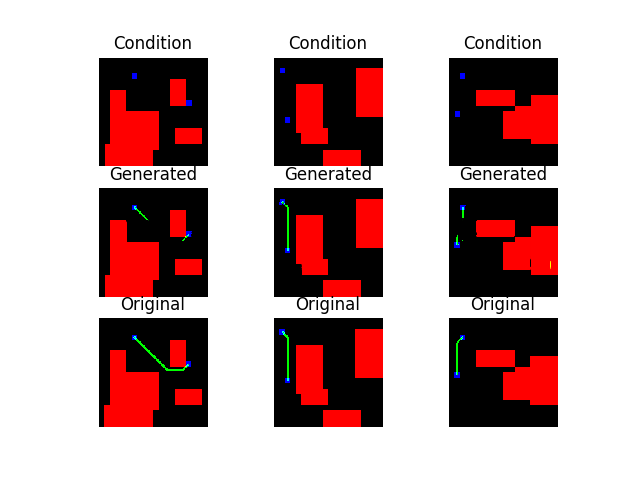 Condition Condition Condition
Generated Generated Generated
Original Original Original